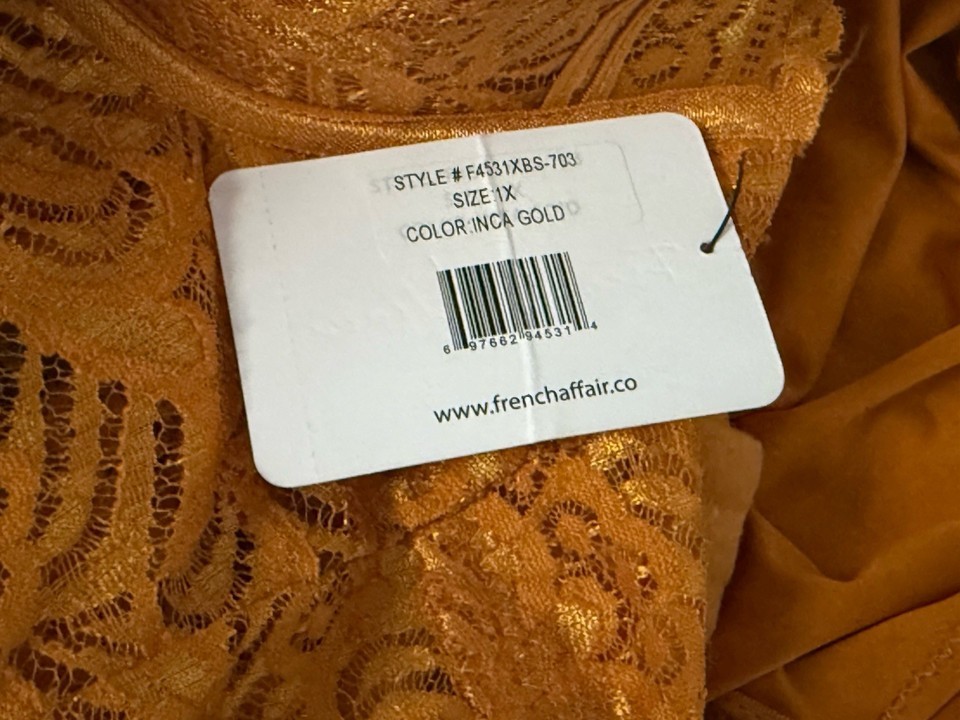 STYLE # F4531XBS-703
SIZE:1X
COLOR:INCA GOLD
6 97662 94531 4
www.frenchaffair.co